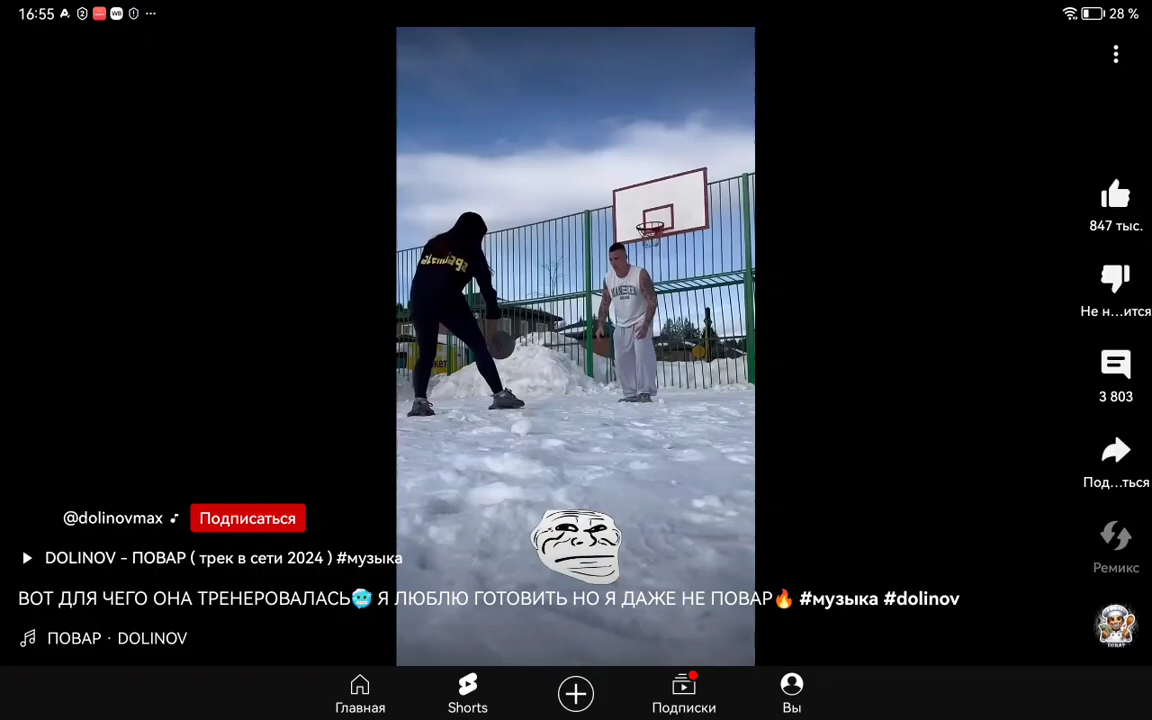 16:55
28 %
847 тыс.
Не н...ится
3 803
Под...ться
Ремикс
@dolinovmax
Подписаться
DOLINOV - ПОВАР ( трек в сети 2024 ) #музыка
ВОТ ДЛЯ ЧЕГО ОНА ТРЕНЕРОВАЛАСЬ🥶 Я ЛЮБЛЮ ГОТОВИТЬ НО Я ДАЖЕ НЕ ПОВАР🔥 #музыка #dolinov
ПОВАР · DOLINOV
Главная
Shorts
Подписки
Вы